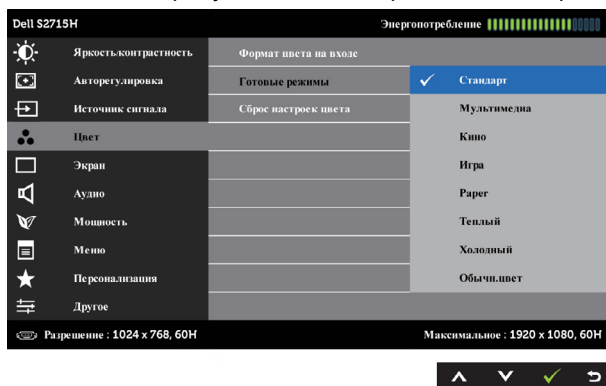 Dell S2715H Энергопотребление
Яркость/контрастность Формат цвета на входе
Авторегулировка Готовые режимы ✓ Стандарт
Источник сигнала Сброс настроек цвета Мультимедиа
Цвет Кино
Экран Игра
Аудио Paper
Мощность Теплый
Меню Холодный
Персонализация Обычн.цвет
Другое
Разрешение : 1024 x 768, 60H Максимальное : 1920 x 1080, 60H